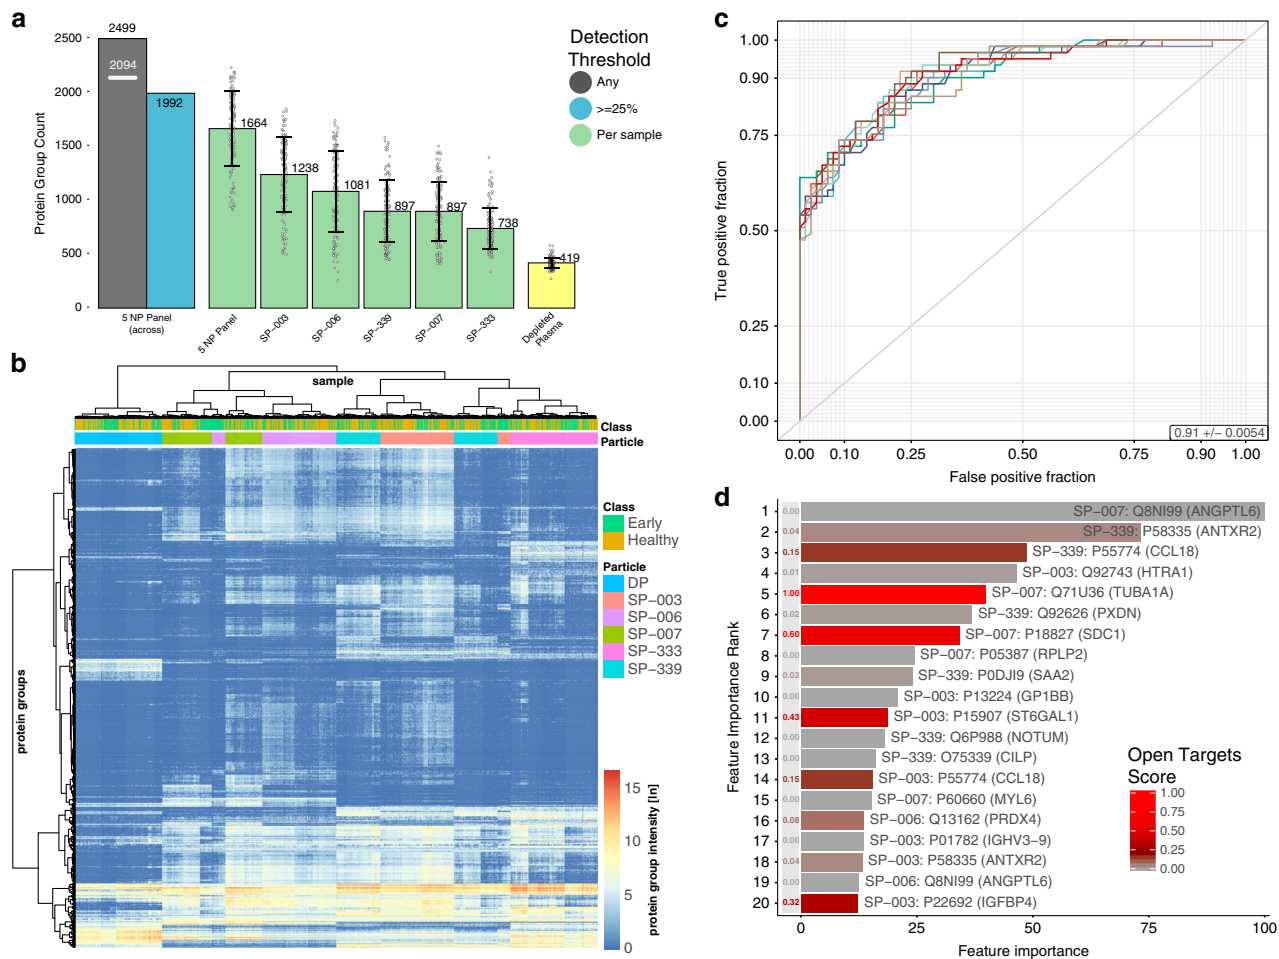 a
2499
2500
2094
2000
1992
1500
1000
500
0
Protein Group Count
1664
1238
1081
897
897
738
419
5 NP Panel
(across)
5 NP Panel
SP-003
SP-006
SP-339
SP-007
SP-333
Depleted
Plasma
Detection
Threshold
Any
>=25%
Per sample
b
sample
Class
Particle
protein groups
Class
Early
Healthy
Particle
DP
SP-003
SP-006
SP-007
SP-333
SP-339
15
10
5
0
protein group intensity [ln]
c
1.00
0.90
0.75
0.50
0.25
0.10
0.00
True positive fraction
0.91 +/- 0.0054
0.00 0.10 0.25 0.50 0.75 0.90 1.00
False positive fraction
d
Feature Importance Rank
1 0.00 SP-007: Q8NI99 (ANGPTL6)
2 0.04 SP-339: P58335 (ANTXR2)
3 0.15 SP-339: P55774 (CCL18)
4 0.01 SP-003: Q92743 (HTRA1)
5 1.00 SP-007: Q71U36 (TUBA1A)
6 0.02 SP-339: Q92626 (PXDN)
7 0.60 SP-007: P18827 (SDC1)
8 0.00 SP-007: P05387 (RPLP2)
9 0.02 SP-339: P0DJI9 (SAA2)
10 0.00 SP-003: P13224 (GP1BB)
11 0.43 SP-003: P15907 (ST6GAL1)
12 0.00 SP-339: Q6P988 (NOTUM)
13 0.00 SP-339: O75339 (CILP)
14 0.15 SP-003: P55774 (CCL18)
15 0.00 SP-007: P60660 (MYL6)
16 0.08 SP-006: Q13162 (PRDX4)
17 0.00 SP-003: P01782 (IGHV3-9)
18 0.04 SP-003: P58335 (ANTXR2)
19 0.00 SP-006: Q8NI99 (ANGPTL6)
20 0.32 SP-003: P22692 (IGFBP4)
Open Targets
Score
1.00
0.75
0.50
0.25
0.00
0 25 50 75 100
Feature importance